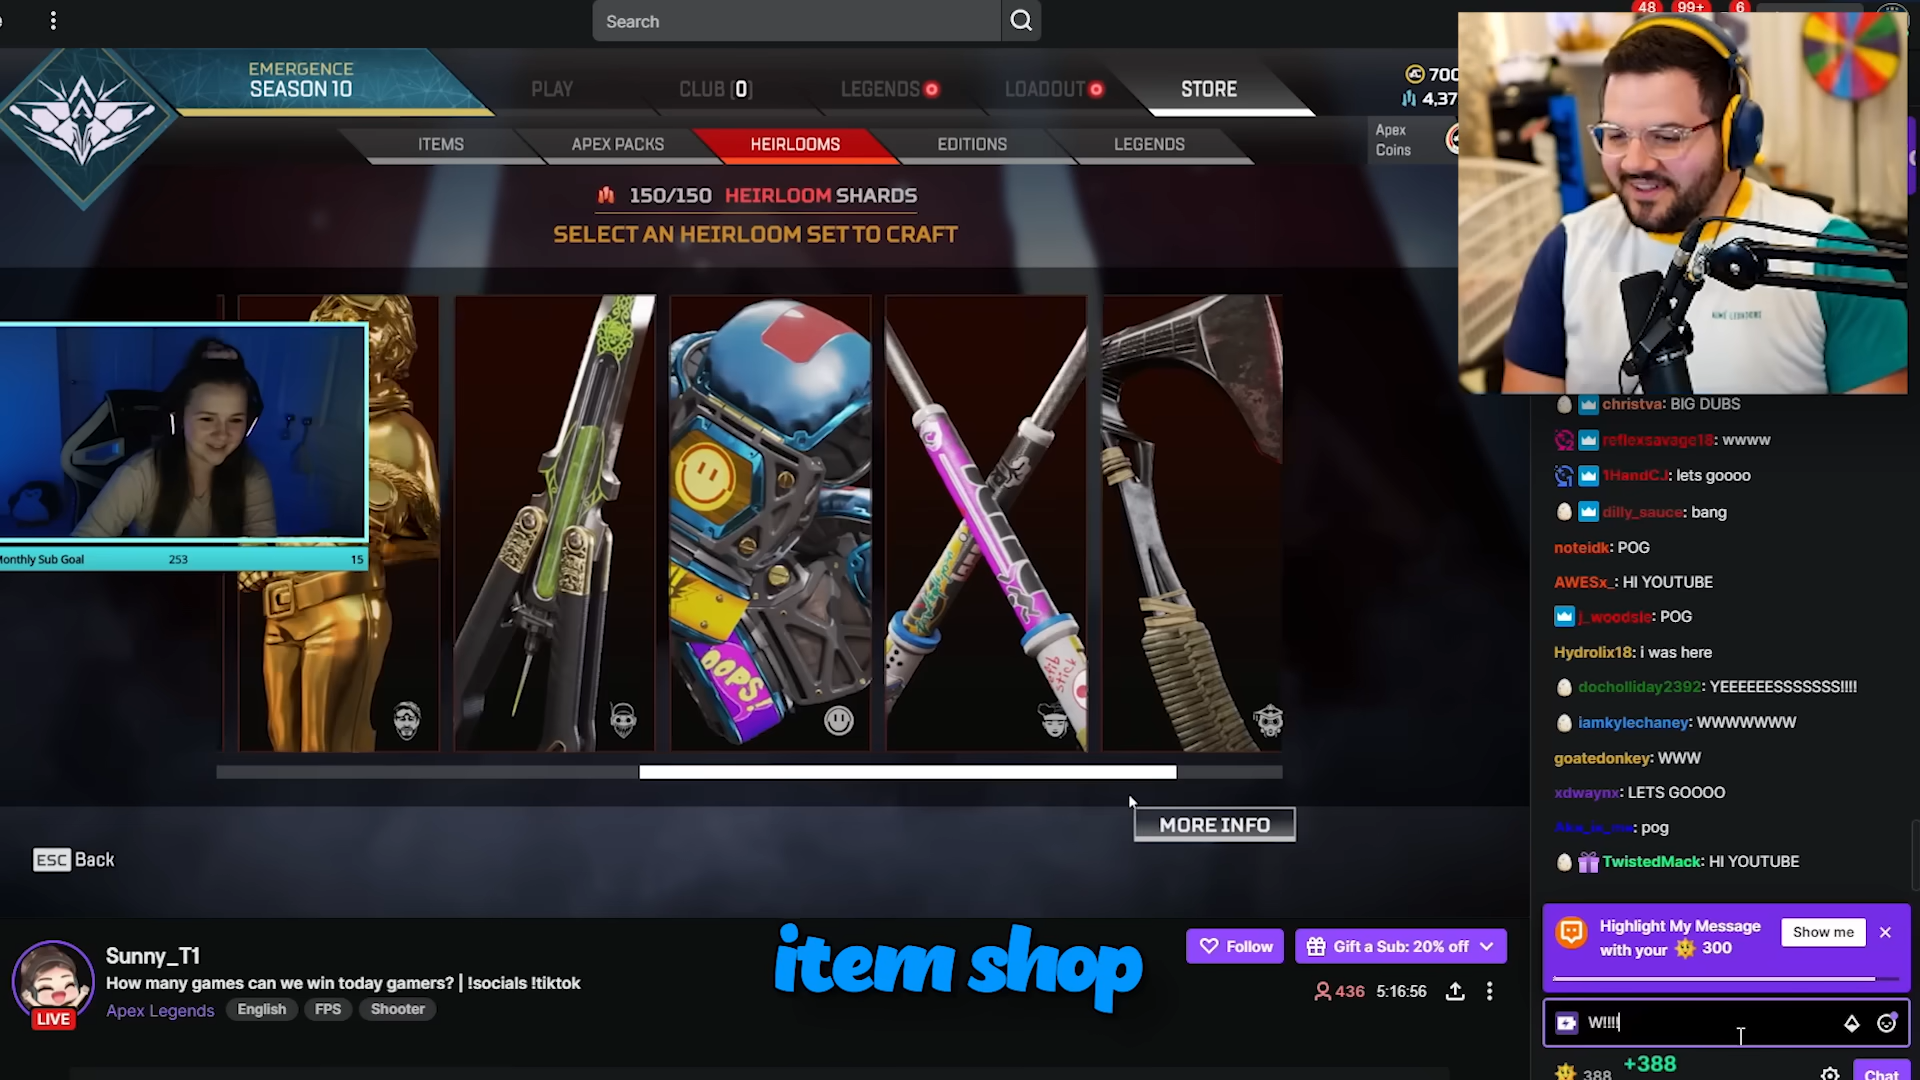 Search
48 99+ 6
EMERGENCE
SEASON 10
PLAY
CLUB (0)
LEGENDS
LOADOUT
STORE
700
4,37
ITEMS
APEX PACKS
HEIRLOOMS
EDITIONS
LEGENDS
Apex
Coins
150/150 HEIRLOOM SHARDS
SELECT AN HEIRLOOM SET TO CRAFT
Monthly Sub Goal 253 15
OOPS!
MORE INFO
ESC Back
christva: BIG DUBS
reflexsavage18: wwww
1HandCJ: lets goooo
dilly_sauce: bang
noteidk: POG
AWESx_: HI YOUTUBE
j_woodsie: POG
Hydrolix18: i was here
docholliday2392: YEEEEEESSSSSSS!!!!
iamkylechaney: WWWWWWW
goatedonkey: WWW
xdwaynx: LETS GOOOO
: pog
TwistedMack: HI YOUTUBE
Highlight My Message
with your 300
Show me
W!!!!
388 +388
Chat
Sunny_T1
How many games can we win today gamers? | !socials !tiktok
Apex Legends English FPS Shooter
LIVE
item shop
Follow
Gift a Sub: 20% off
436 5:16:56